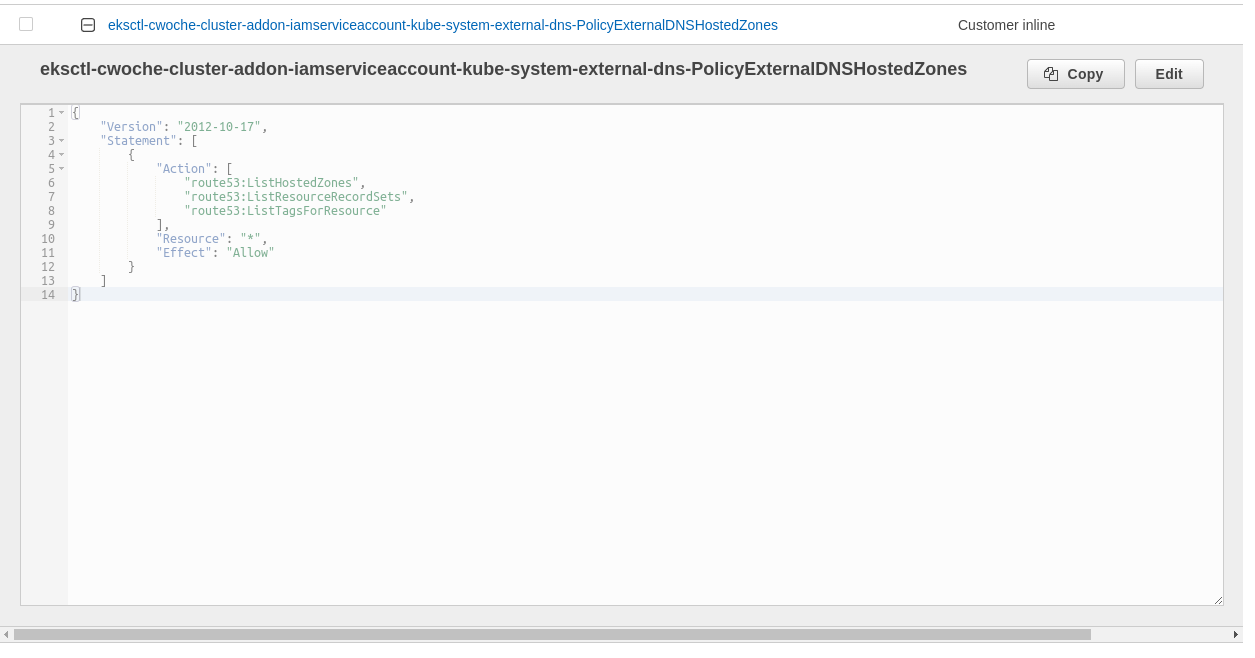 eksctl-cwoche-cluster-addon-iamserviceaccount-kube-system-external-dns-PolicyExternalDNSHostedZones Customer inline
eksctl-cwoche-cluster-addon-iamserviceaccount-kube-system-external-dns-PolicyExternalDNSHostedZones Copy Edit
1 {
2 "Version": "2012-10-17",
3 "Statement": [
4 {
5 "Action": [
6 "route53:ListHostedZones",
7 "route53:ListResourceRecordSets",
8 "route53:ListTagsForResource"
9 ],
10 "Resource": "*",
11 "Effect": "Allow"
12 }
13 ]
14 }